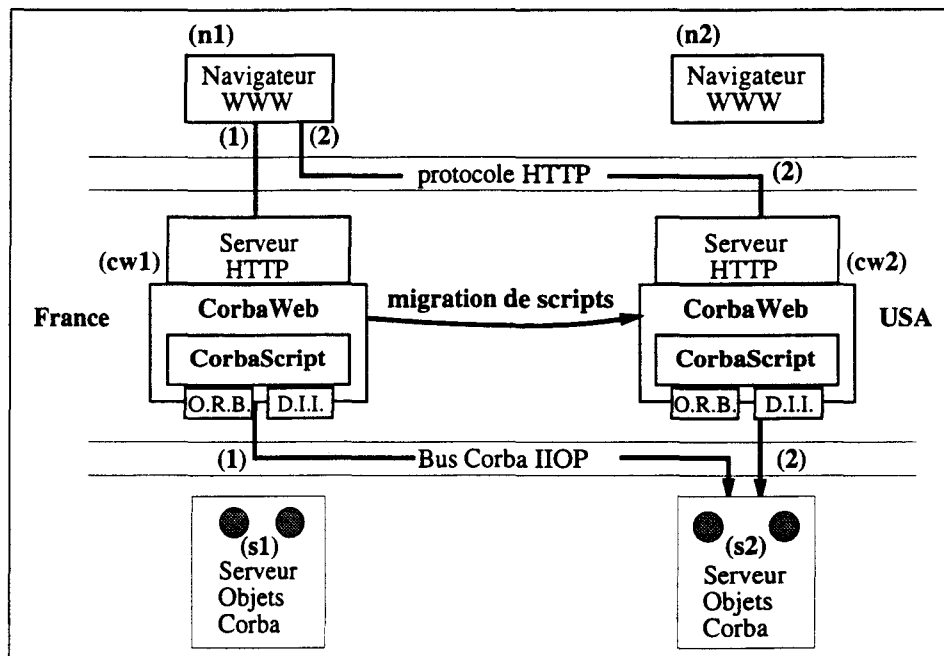 (n1)
(n2)
Navigateur
WWW
Navigateur
WWW
(1)
(2)
protocole HTTP
(2)
Serveur
HTTP
Serveur
HTTP
(cw1)
(cw2)
CorbaWeb
migration de scripts
CorbaWeb
France
USA
CorbaScript
CorbaScript
O.R.B.
D.I.I.
O.R.B.
D.I.I.
(1)
Bus Corba IIOP
(2)
(s1)
Serveur
Objets
Corba
(s2)
Serveur
Objets
Corba